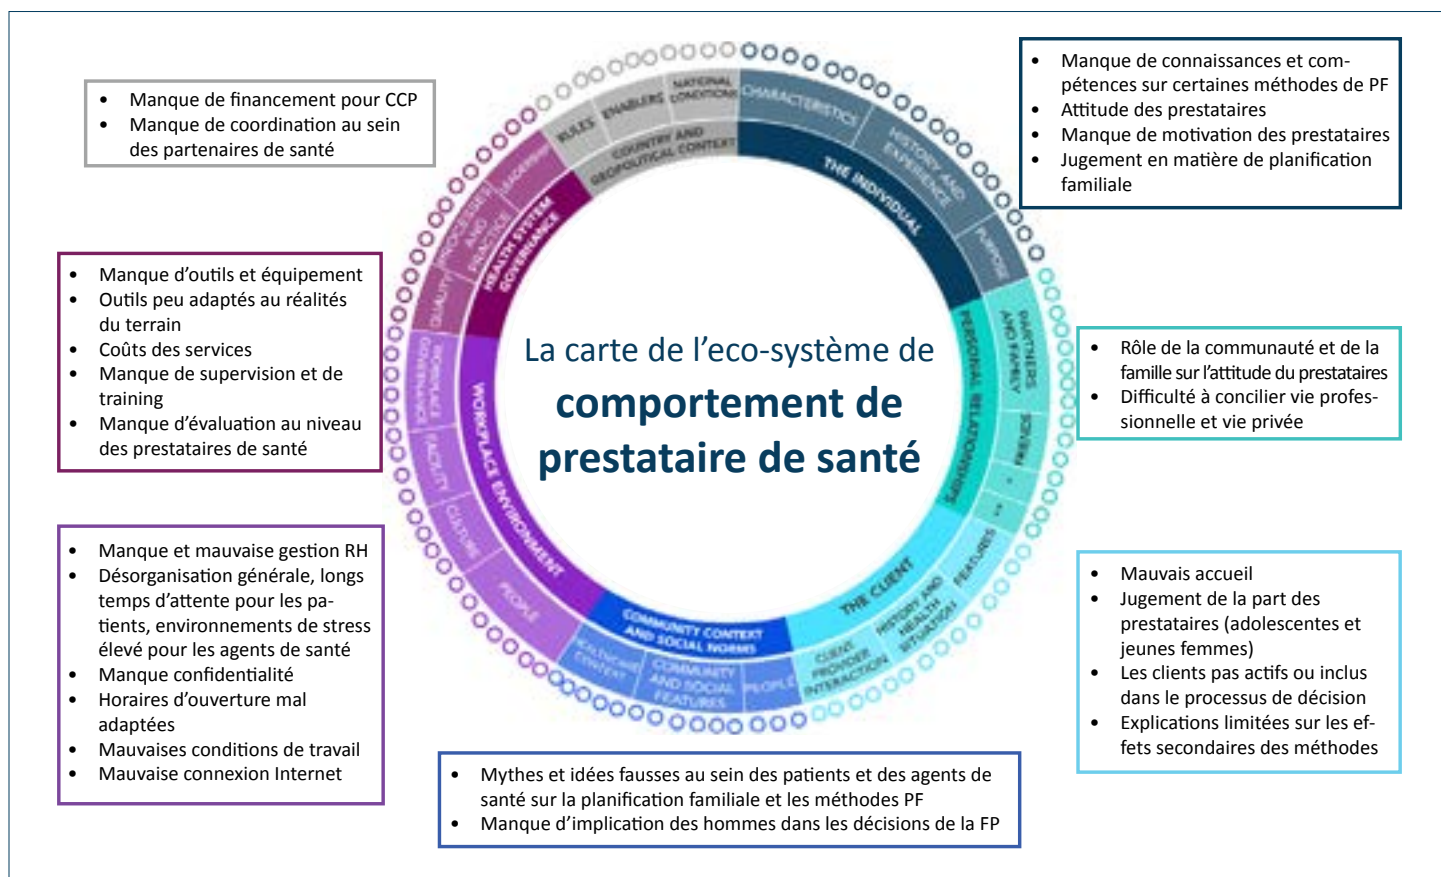 • Manque de financement pour CCP
• Manque de coordination au sein
des partenaires de santé
• Manque de connaissances et com-
pétences sur certaines méthodes de PF
• Attitude des prestataires
• Manque de motivation des prestataires
• Jugement en matière de planification
familiale
• Manque d’outils et équipement
• Outils peu adaptés au réalités
du terrain
• Coûts des services
• Manque de supervision et de
training
• Manque d’évaluation au niveau
des prestataires de santé
• Rôle de la communauté et de la
famille sur l’attitude du prestataires
• Difficulté à concilier vie profes-
sionnelle et vie privée
• Manque et mauvaise gestion RH
• Désorganisation générale, longs
temps d’attente pour les pa-
tients, environnements de stress
élevé pour les agents de santé
• Manque confidentialité
• Horaires d’ouverture mal
adaptées
• Mauvaises conditions de travail
• Mauvaise connexion Internet
• Mauvais accueil
• Jugement de la part des
prestataires (adolescentes et
jeunes femmes)
• Les clients pas actifs ou inclus
dans le processus de décision
• Explications limitées sur les ef-
fets secondaires des méthodes
• Mythes et idées fausses au sein des patients et des agents de
santé sur la planification familiale et les méthodes PF
• Manque d’implication des hommes dans les décisions de la FP
La carte de l’eco-système de
comportement de
prestataire de santé
THE INDIVIDUAL
CHARACTERISTICS
HISTORY AND
EXPERIENCE
PURPOSE
PERSONAL RELATIONSHIPS
PARTNERS
AND FAMILY
FRIENDS
THE CLIENT
FEATURES
HISTORY AND
HEALTH
SITUATION
CLIENT
PROVIDER
INTERACTION
COMMUNITY CONTEXT
AND SOCIAL NORMS
PEOPLE
COMMUNITY
AND SOCIAL
FEATURES
HEALTHCARE
CONTEXT
WORKPLACE ENVIRONMENT
PEOPLE
CULTURE
FACILITY
WORKPLACE
GOVERNANCE
HEALTH SYSTEM
GOVERNANCE
QUALITY
PROCESSES
AND
PRACTICE
LEADERSHIP
COUNTRY AND
GEOPOLITICAL CONTEXT
RULES
ENABLERS
NATIONAL
CONDITIONS